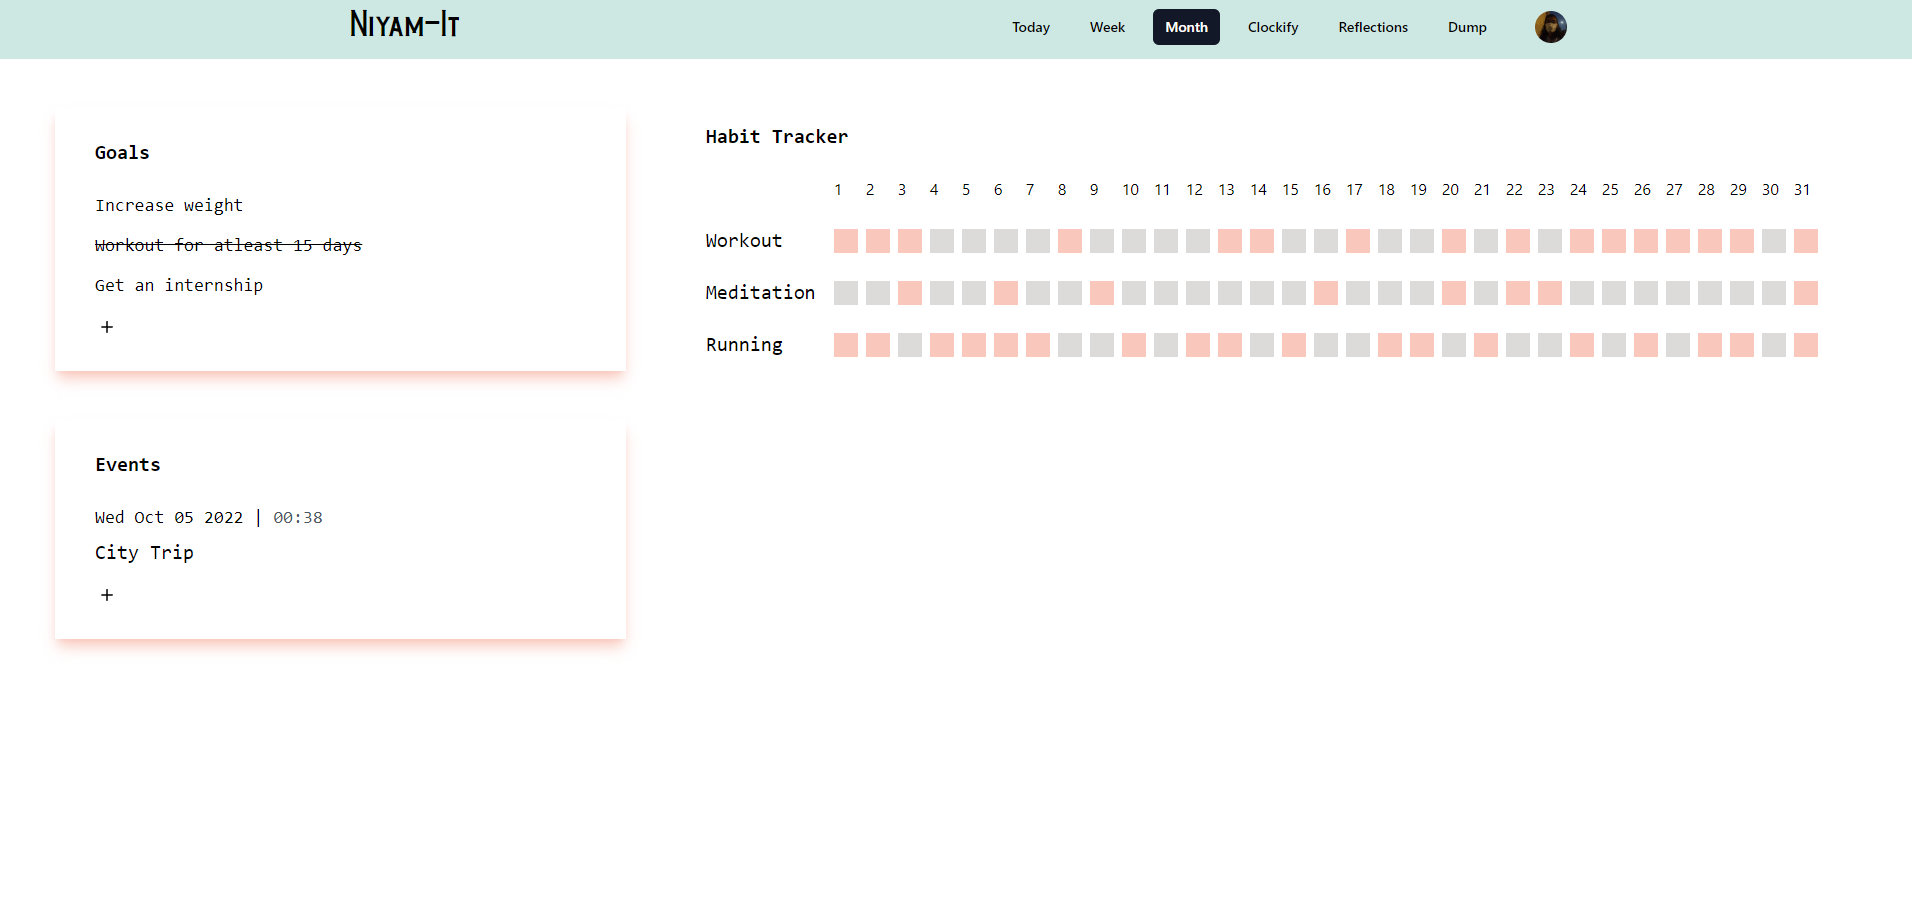 Niyam-It
Today Week Month Clockify Reflections Dump
Goals
Increase weight
Workout for atleast 15 days
Get an internship
+
Events
Wed Oct 05 2022 | 00:38
City Trip
+
Habit Tracker
1 2 3 4 5 6 7 8 9 10 11 12 13 14 15 16 17 18 19 20 21 22 23 24 25 26 27 28 29 30 31
Workout
Meditation
Running